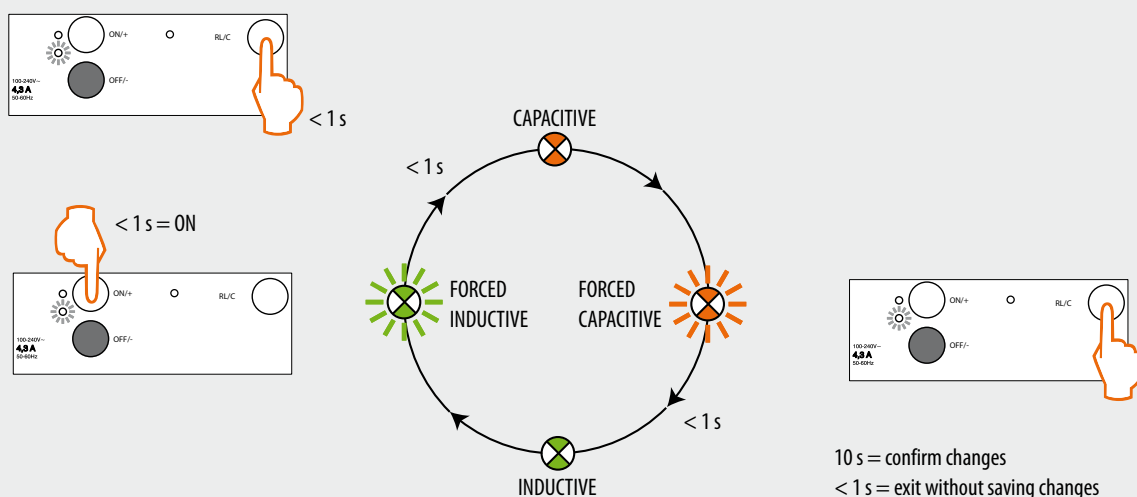 ON/+
RL/C
OFF/-
100-240V~
4,3 A
50-60Hz
< 1 s
CAPACITIVE
< 1 s
< 1 s = ON
ON/+
RL/C
OFF/-
100-240V~
4,3 A
50-60Hz
FORCED
INDUCTIVE
FORCED
CAPACITIVE
< 1 s
INDUCTIVE
ON/+
RL/C
OFF/-
100-240V~
4,3 A
50-60Hz
10 s = confirm changes
< 1 s = exit without saving changes